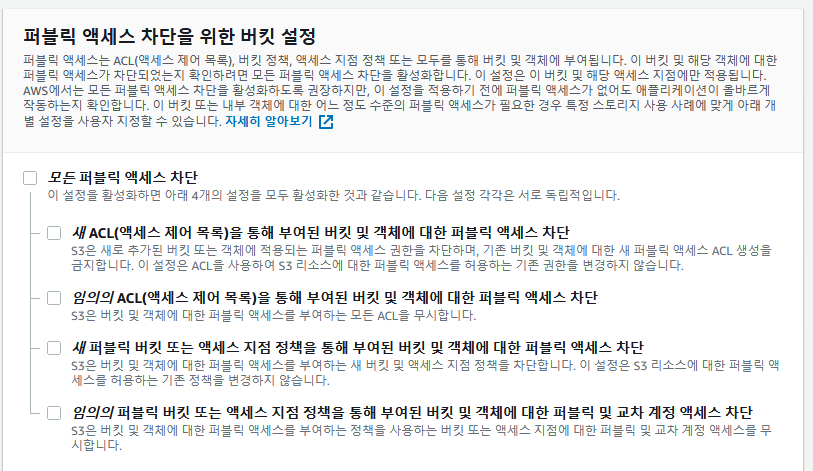 퍼블릭 액세스 차단을 위한 버킷 설정
퍼블릭 액세스는 ACL(액세스 제어 목록), 버킷 정책, 액세스 지점 정책 또는 모두를 통해 버킷 및 객체에 부여됩니다. 이 버킷 및 해당 객체에 대한
퍼블릭 액세스가 차단되었는지 확인하려면 모든 퍼블릭 액세스 차단을 활성화합니다. 이 설정은 이 버킷 및 해당 액세스 지점에만 적용됩니다.
AWS에서는 모든 퍼블릭 액세스 차단을 활성화하도록 권장하지만, 이 설정을 적용하기 전에 퍼블릭 액세스가 없어도 애플리케이션이 올바르게
작동하는지 확인합니다. 이 버킷 또는 내부 객체에 대한 어느 정도 수준의 퍼블릭 액세스가 필요한 경우 특정 스토리지 사용 사례에 맞게 아래 개
별 설정을 사용자 지정할 수 있습니다. 자세히 알아보기
모든 퍼블릭 액세스 차단
이 설정을 활성화하면 아래 4개의 설정을 모두 활성화한 것과 같습니다. 다음 설정 각각은 서로 독립적입니다.
새 ACL(액세스 제어 목록)을 통해 부여된 버킷 및 객체에 대한 퍼블릭 액세스 차단
S3은 새로 추가된 버킷 또는 객체에 적용되는 퍼블릭 액세스 권한을 차단하며, 기존 버킷 및 객체에 대한 새 퍼블릭 액세스 ACL 생성을
금지합니다. 이 설정은 ACL을 사용하여 S3 리소스에 대한 퍼블릭 액세스를 허용하는 기존 권한을 변경하지 않습니다.
임의의 ACL(액세스 제어 목록)을 통해 부여된 버킷 및 객체에 대한 퍼블릭 액세스 차단
S3은 버킷 및 객체에 대한 퍼블릭 액세스를 부여하는 모든 ACL을 무시합니다.
새 퍼블릭 버킷 또는 액세스 지점 정책을 통해 부여된 버킷 및 객체에 대한 퍼블릭 액세스 차단
S3은 버킷 및 객체에 대한 퍼블릭 액세스를 부여하는 새 버킷 및 액세스 지점 정책을 차단합니다. 이 설정은 S3 리소스에 대한 퍼블릭 액
세스를 허용하는 기존 정책을 변경하지 않습니다.
임의의 퍼블릭 버킷 또는 액세스 지점 정책을 통해 부여된 버킷 및 객체에 대한 퍼블릭 및 교차 계정 액세스 차단
S3은 버킷 및 객체에 대한 퍼블릭 액세스를 부여하는 정책을 사용하는 버킷 또는 액세스 지점에 대한 퍼블릭 및 교차 계정 액세스를 무
시합니다.